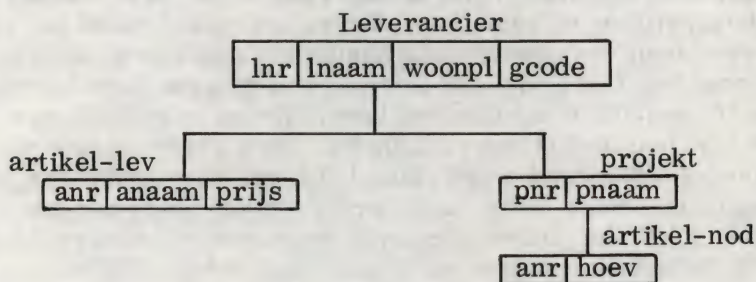 Leverancier
lnr lnaam woonpl gcode
artikel-lev
anr anaam prijs
projekt
pnr pnaam
artikel-nod
anr hoev